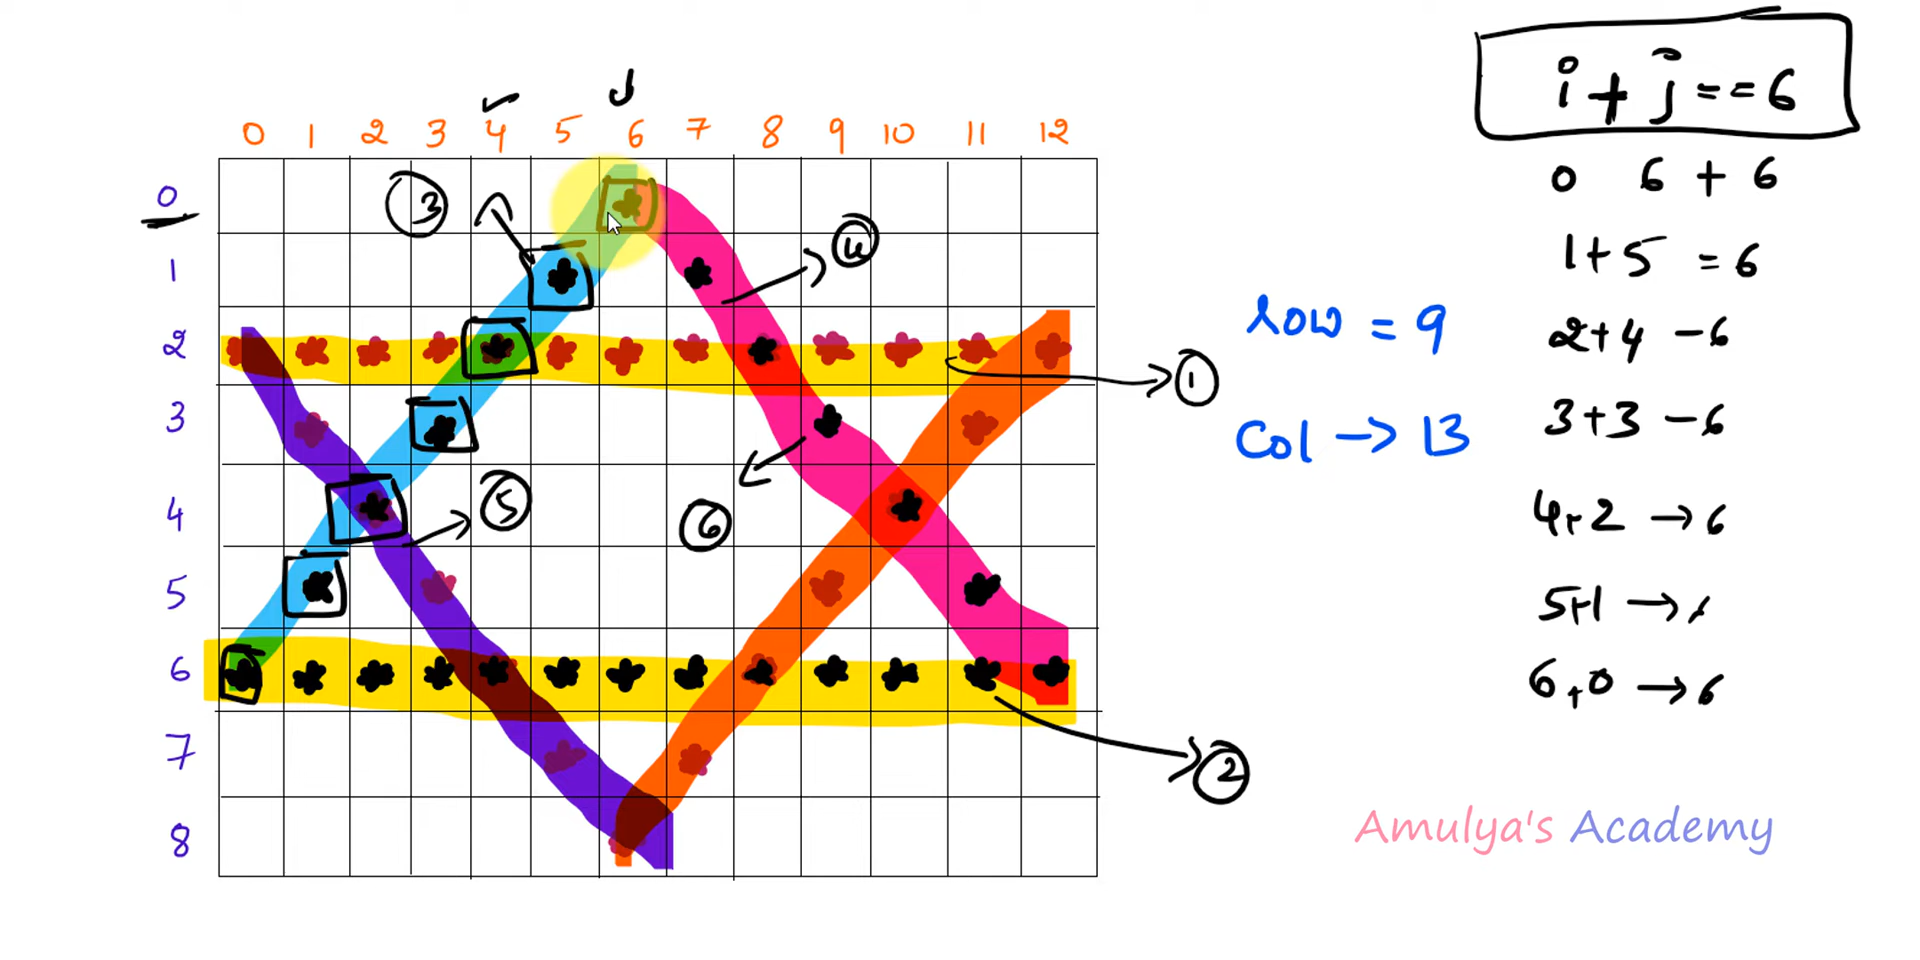 i + j == 6
0 1 2 3 4 5 6 7 8 9 10 11 12
0
1
2
3
4
5
6
7
8
3
4
5
6
1
2
row = 9
Col -> 13
0 6 + 6
1+5 = 6
2+4 - 6
3+3 - 6
4+2 → 6
5+1 →
6+0 → 6
Amulya's Academy